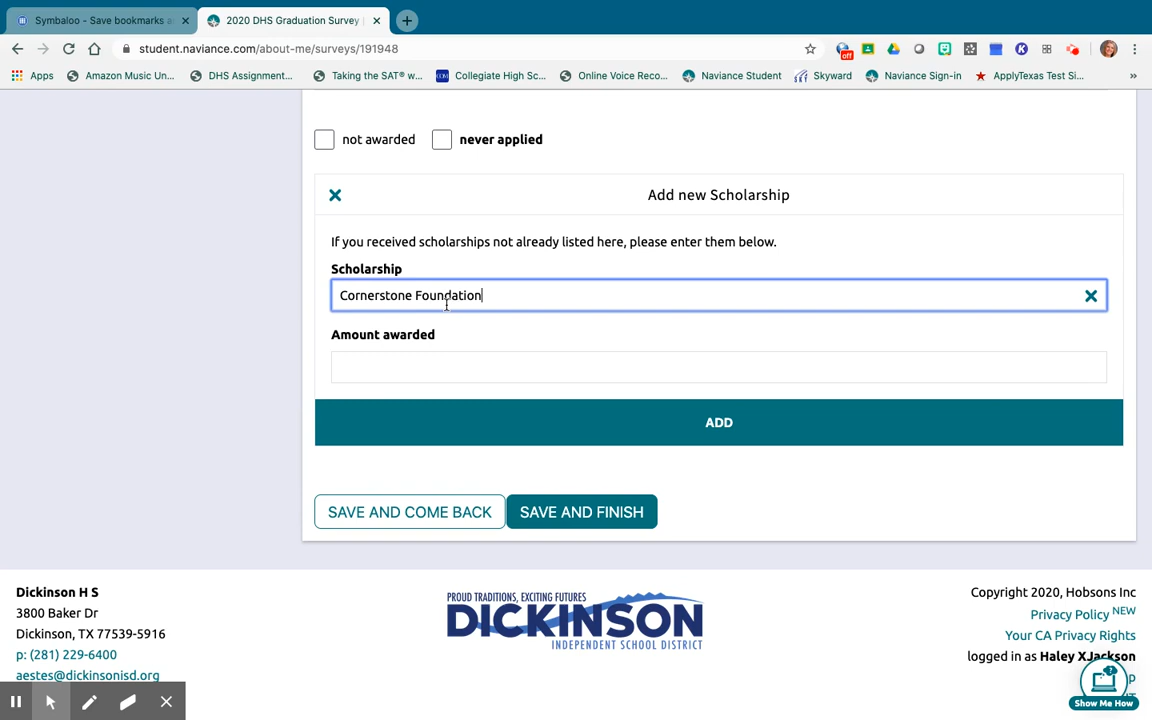 Symbaloo - Save bookmarks a
2020 DHS Graduation Survey
student.naviance.com/about-me/surveys/191948
off
K
Apps
Amazon Music Un...
DHS Assignment...
Taking the SAT® w...
Collegiate High Sc...
Online Voice Reco...
Naviance Student
Skyward
Naviance Sign-in
ApplyTexas Test Si...
»
not awarded
never applied
Add new Scholarship
If you received scholarships not already listed here, please enter them below.
Scholarship
Cornerstone Foundation
Amount awarded
ADD
SAVE AND COME BACK
SAVE AND FINISH
Dickinson H S
3800 Baker Dr
Dickinson, TX 77539-5916
p: (281) 229-6400
aestes@dickinsonisd.org
PROUD TRADITIONS, EXCITING FUTURES
DICKINSON
INDEPENDENT SCHOOL DISTRICT
Copyright 2020, Hobsons Inc
Privacy Policy NEW
Your CA Privacy Rights
logged in as Haley XJackson
Show Me How